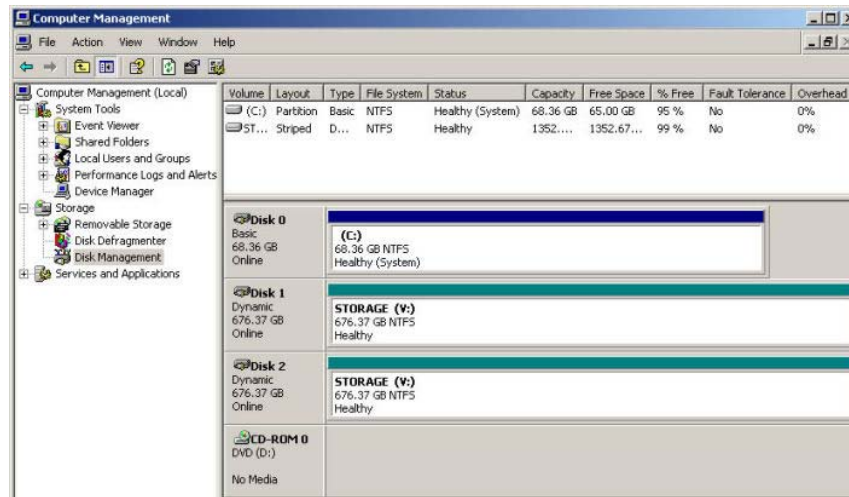 Computer Management
File Action View Window Help
Computer Management (Local)
System Tools
Event Viewer
Shared Folders
Local Users and Groups
Performance Logs and Alerts
Device Manager
Storage
Removable Storage
Disk Defragmenter
Disk Management
Services and Applications
Volume Layout Type File System Status Capacity Free Space % Free Fault Tolerance Overhead
(C:) Partition Basic NTFS Healthy (System) 68.36 GB 65.00 GB 95 % No 0%
ST... Striped D... NTFS Healthy 1352.... 1352.67... 99 % No 0%
Disk 0
Basic
68.36 GB
Online
(C:)
68.36 GB NTFS
Healthy (System)
Disk 1
Dynamic
676.37 GB
Online
STORAGE (V:)
676.37 GB NTFS
Healthy
Disk 2
Dynamic
676.37 GB
Online
STORAGE (V:)
676.37 GB NTFS
Healthy
CD-ROM 0
DVD (D:)
No Media